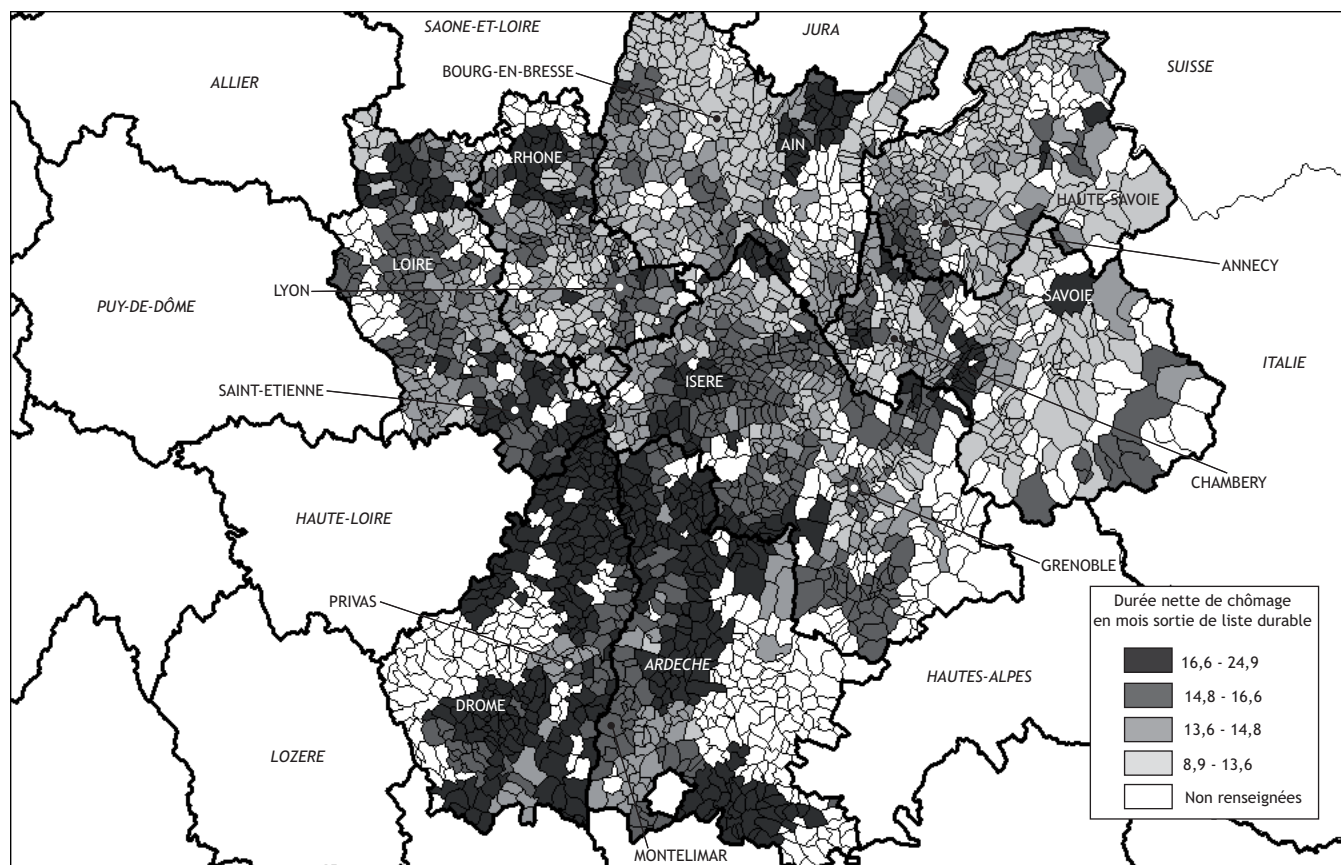 SAONE-ET-LOIRE
JURA
ALLIER
BOURG-EN-BRESSE
SUISSE
RHONE
AIN
HAUTE-SAVOIE
LOIRE
ANNECY
LYON
SAVOIE
PUY-DE-DÔME
ITALIE
SAINT-ETIENNE
ISERE
CHAMBERY
HAUTE-LOIRE
GRENOBLE
PRIVAS
ARDECHE
HAUTES-ALPES
DROME
LOZERE
MONTELIMAR
Durée nette de chômage
en mois sortie de liste durable
16,6 - 24,9
14,8 - 16,6
13,6 - 14,8
8,9 - 13,6
Non renseignées